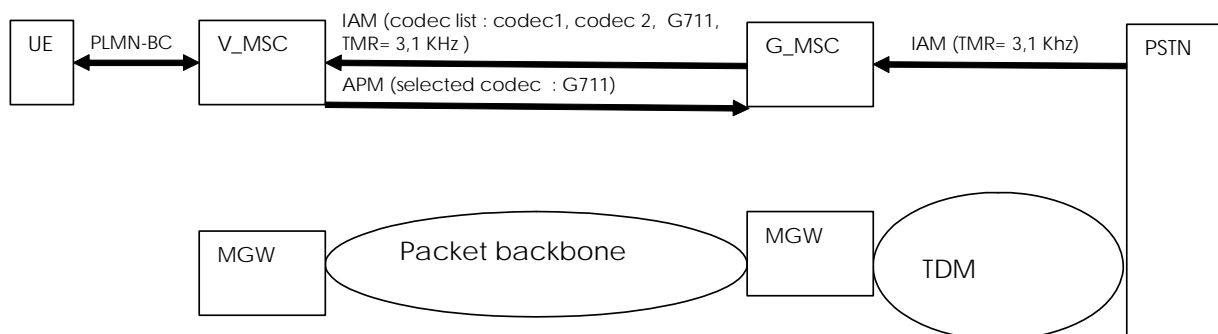 UE
PLMN-BC
V_MSC
IAM (codec list : codec1, codec 2, G711,
TMR= 3,1 KHz )
APM (selected codec : G711)
G_MSC
IAM (TMR= 3,1 Khz)
PSTN
MGW
Packet backbone
MGW
TDM